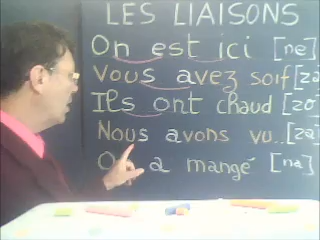 LES LIAISONS
On est ici [ne]
Vous avez soif [za
Ils ont chaud [zo
Nous avons vu.. [za
On a mangé [na]